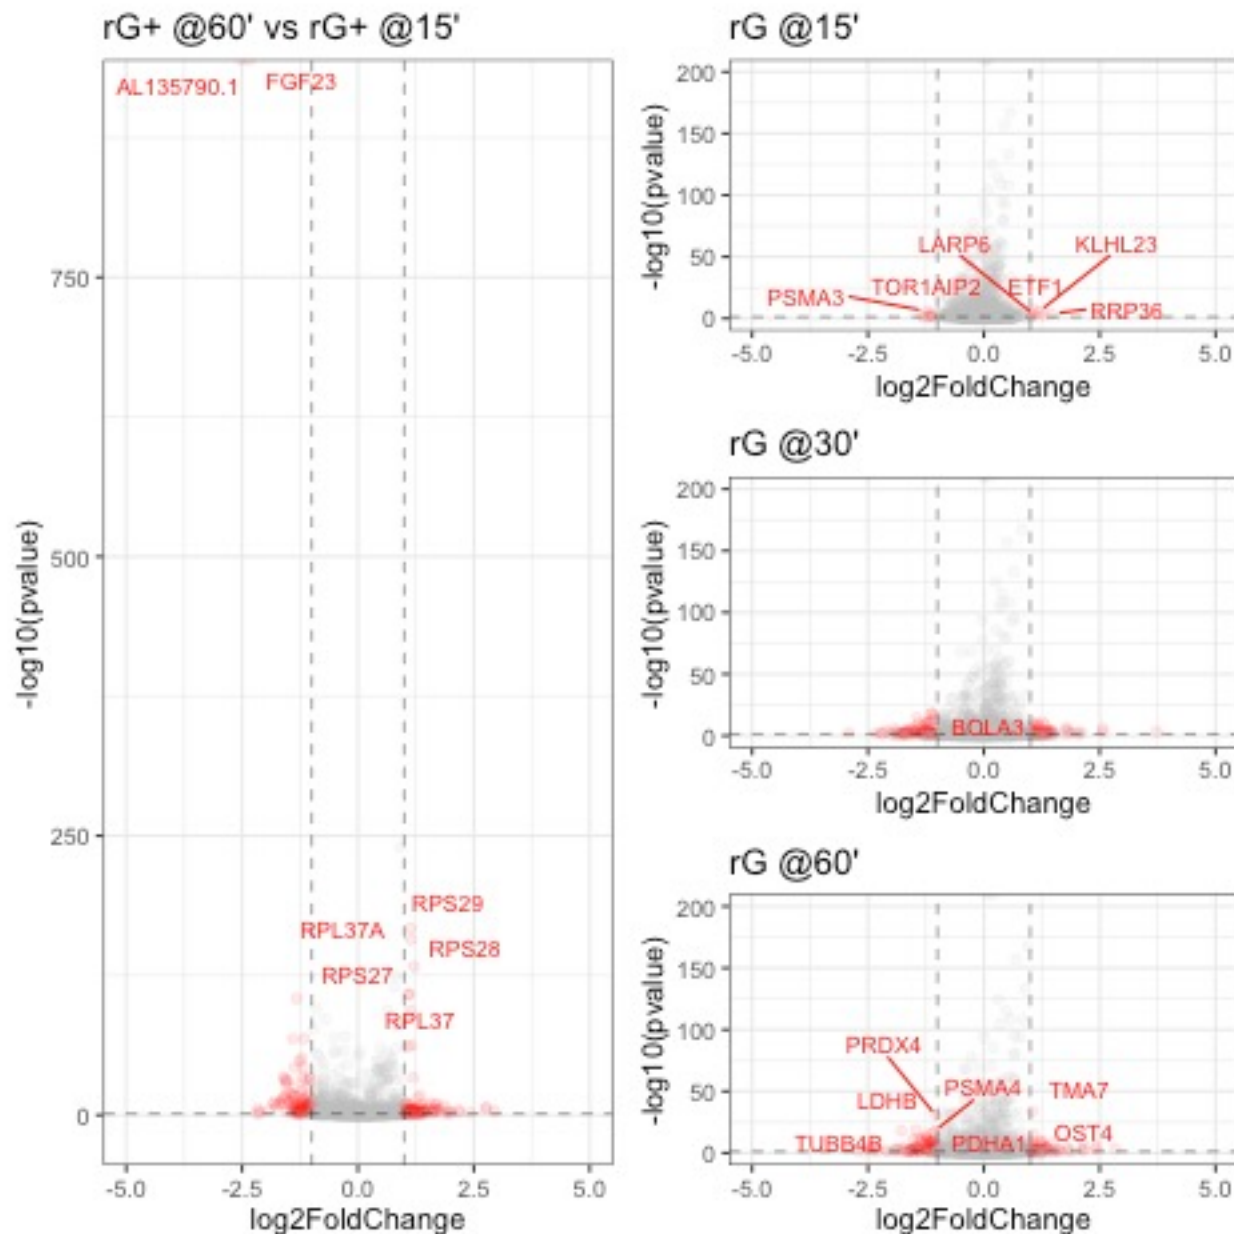 rG+ @60' vs rG+ @15'
AL135790.1
FGF23
750
500
250
0
-log10(pvalue)
RPS29
RPL37A
RPS28
RPS27
RPL37
-5.0 -2.5 0.0 2.5 5.0
log2FoldChange
rG @15'
200
150
100
50
0
-log10(pvalue)
LARP6
KLHL23
TOR1AIP2
ETF1
PSMA3
RRP36
-5.0 -2.5 0.0 2.5 5.0
log2FoldChange
rG @30'
200
150
100
50
0
-log10(pvalue)
BOLA3
-5.0 -2.5 0.0 2.5 5.0
log2FoldChange
rG @60'
200
150
100
50
0
-log10(pvalue)
PRDX4
PSMA4
TMA7
LDHB
OST4
TUBB4B
PDHA1
-5.0 -2.5 0.0 2.5 5.0
log2FoldChange